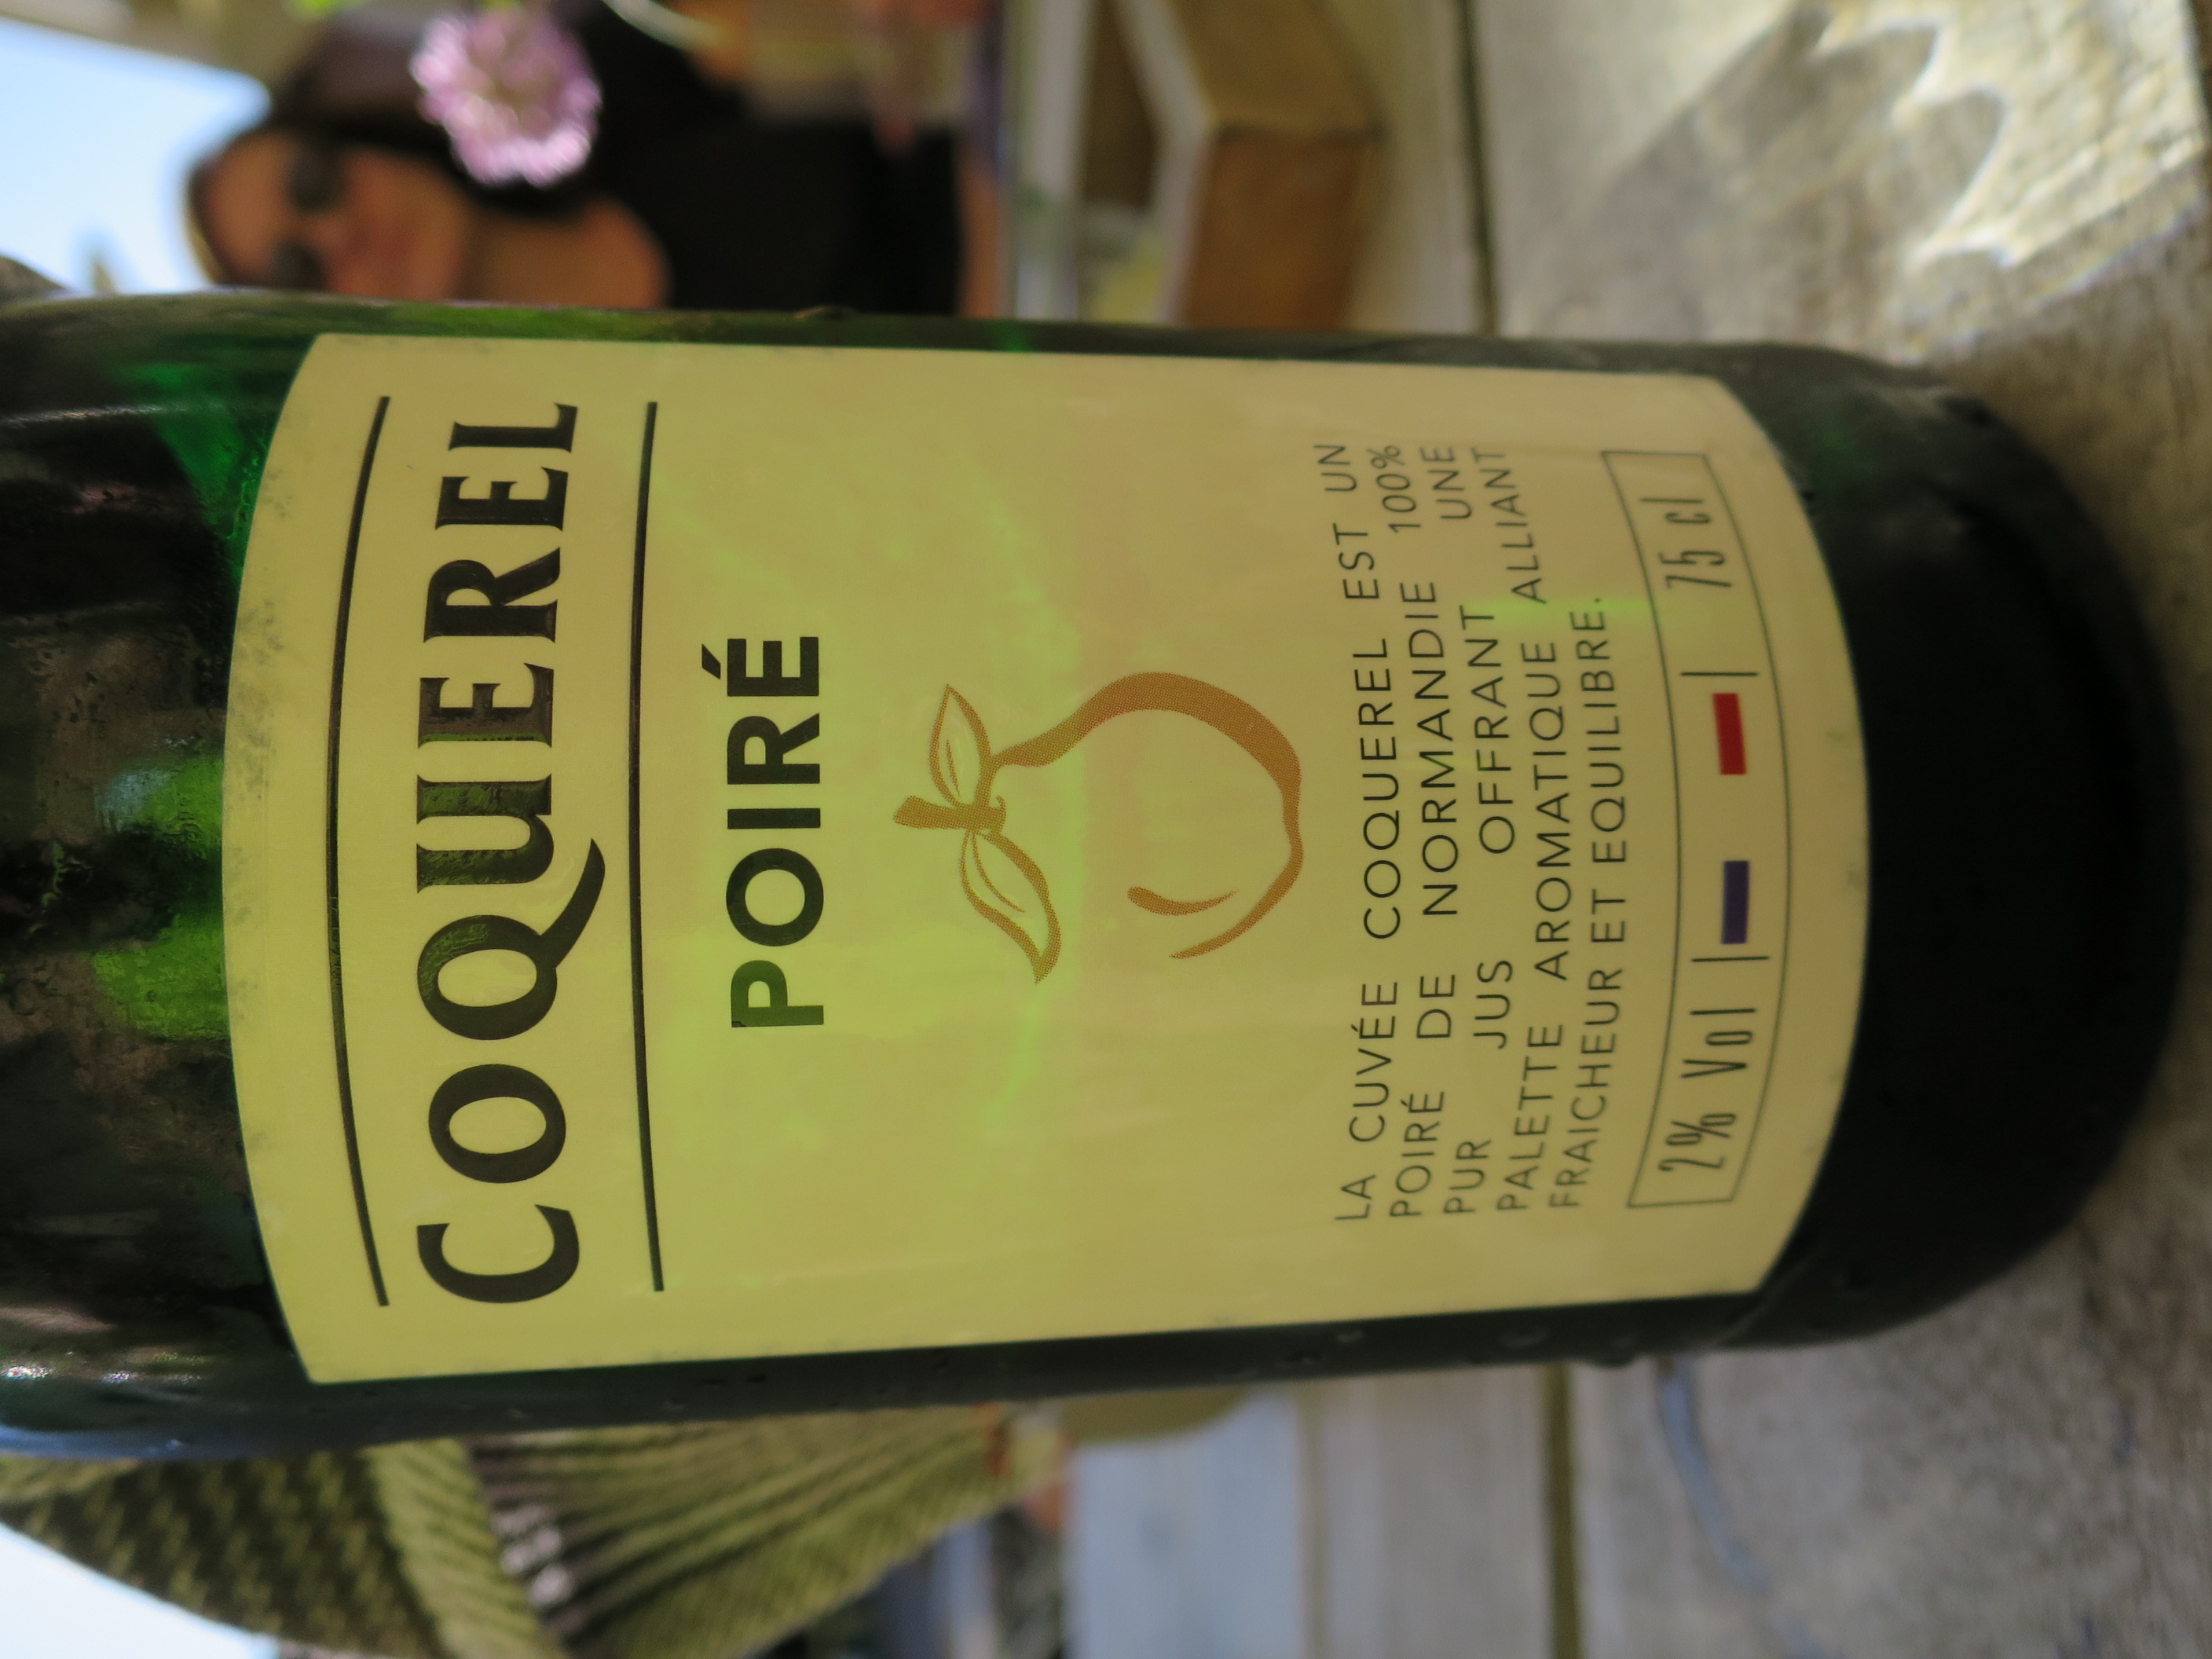 COQUEREL
POIRÉ
LA CUVÉE COQUEREL EST UN
POIRÉ DE NORMANDIE 100%
PUR JUS OFFRANT UNE
PALETTE AROMATIQUE ALLIANT
FRAICHEUR ET EQUILIBRE.
2% Vol | | 75 cl